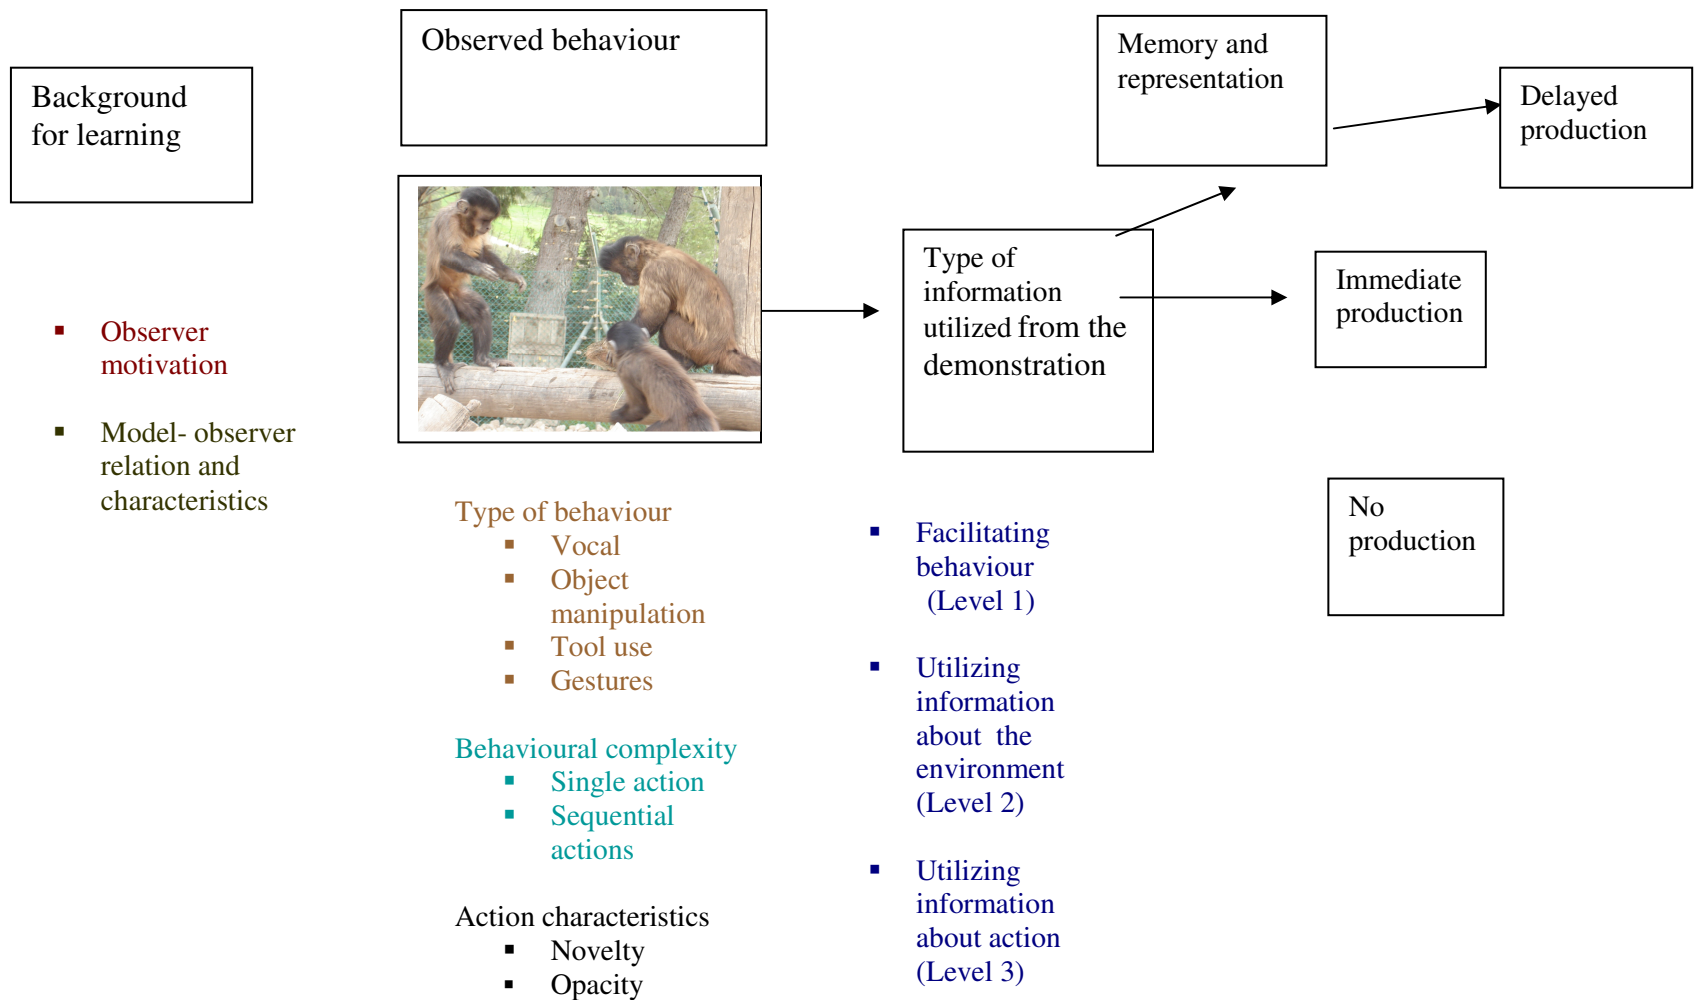 Background
for learning
Observed behaviour
Memory and
representation
Delayed
production
Type of
information
utilized from the
demonstration
Immediate
production
No
production
▪ Observer
motivation
▪ Model- observer
relation and
characteristics
Type of behaviour
▪ Vocal
▪ Object
manipulation
▪ Tool use
▪ Gestures
Behavioural complexity
▪ Single action
▪ Sequential
actions
Action characteristics
▪ Novelty
▪ Opacity
▪ Facilitating
behaviour
(Level 1)
▪ Utilizing
information
about the
environment
(Level 2)
▪ Utilizing
information
about action
(Level 3)